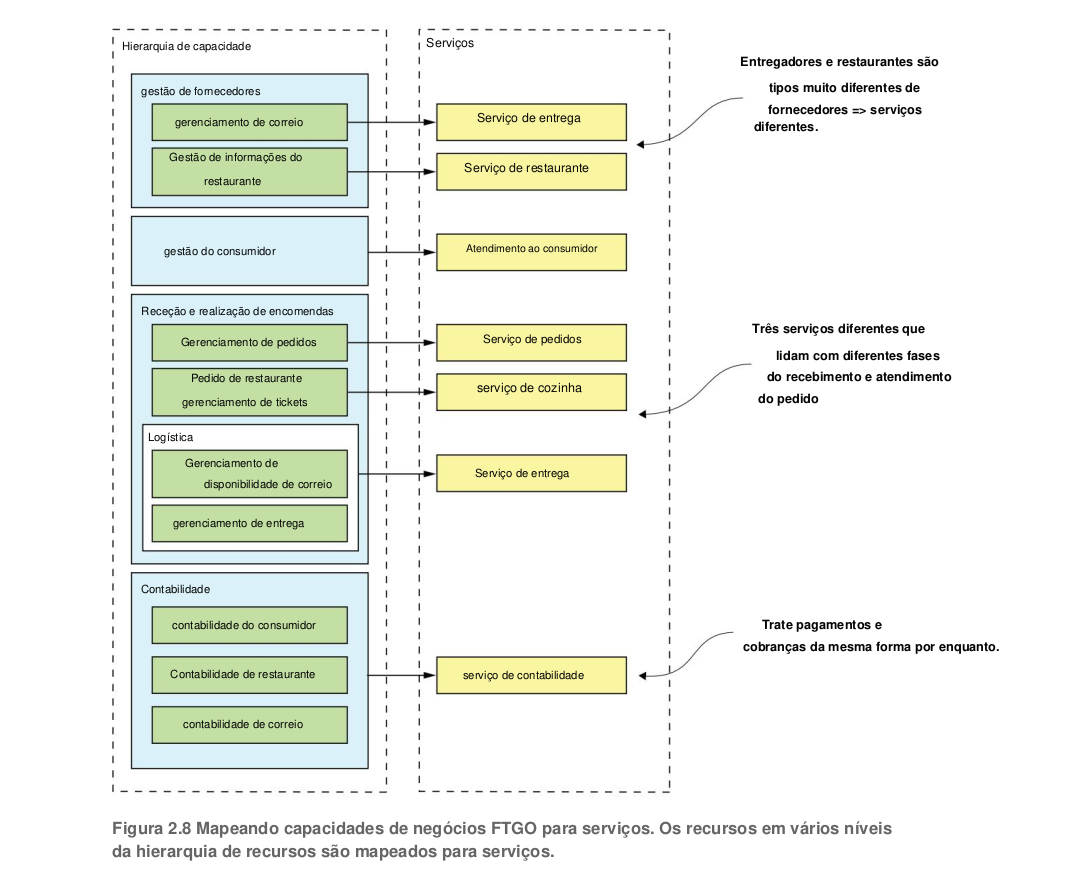 Hierarquia de capacidade
gestão de fornecedores
gerenciamento de correio
Gestão de informações do
restaurante
gestão do consumidor
Receção e realização de encomendas
Gerenciamento de pedidos
Pedido de restaurante
gerenciamento de tickets
Logística
Gerenciamento de
disponibilidade de correio
gerenciamento de entrega
Contabilidade
contabilidade do consumidor
Contabilidade de restaurante
contabilidade de correio
Serviços
Serviço de entrega
Serviço de restaurante
Atendimento ao consumidor
Serviço de pedidos
serviço de cozinha
Serviço de entrega
serviço de contabilidade
Entregadores e restaurantes são
tipos muito diferentes de
fornecedores => serviços
diferentes.
Três serviços diferentes que
lidam com diferentes fases
do recebimento e atendimento
do pedido
Trate pagamentos e
cobranças da mesma forma por enquanto.
Figura 2.8 Mapeando capacidades de negócios FTGO para serviços. Os recursos em vários níveis
da hierarquia de recursos são mapeados para serviços.